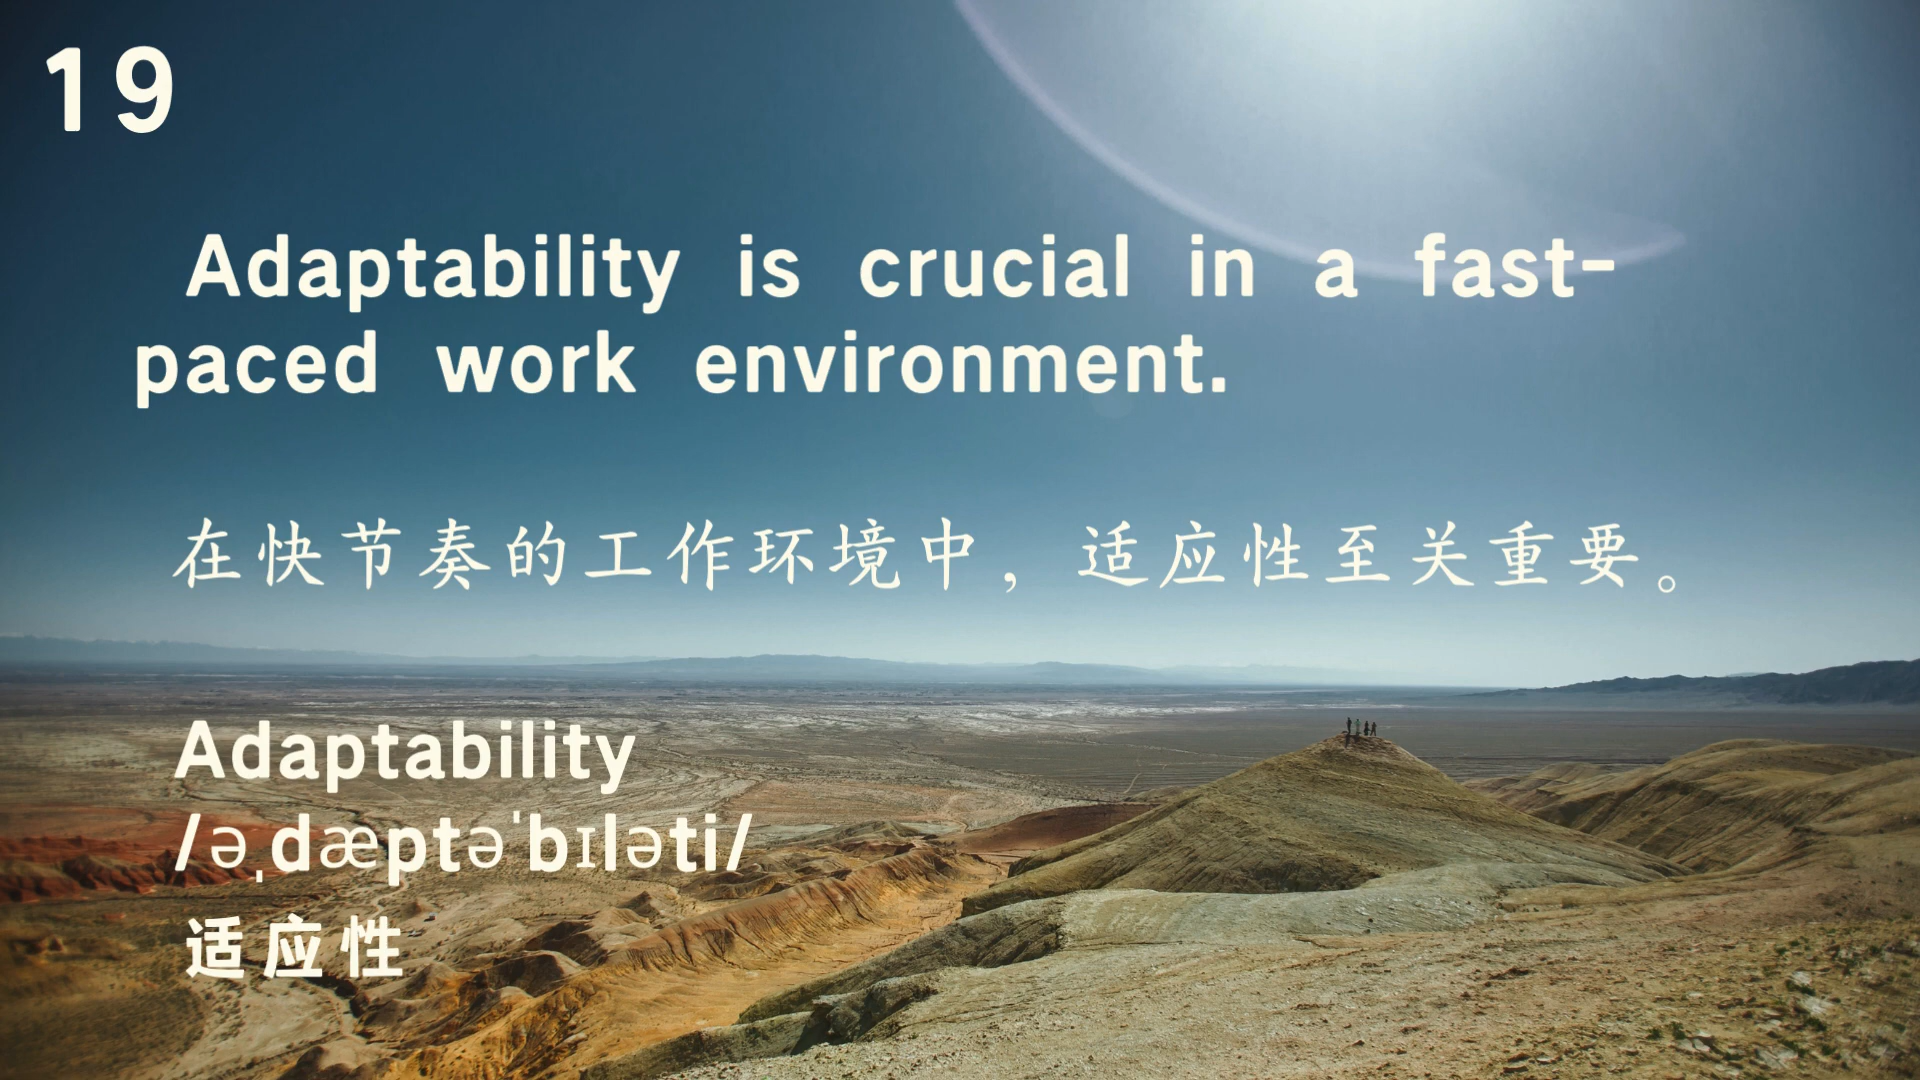 19
Adaptability is crucial in a fast-
paced work environment.
在快节奏的工作环境中，适应性至关重要。
Adaptability
/əˌdæptəˈbɪləti/
适应性